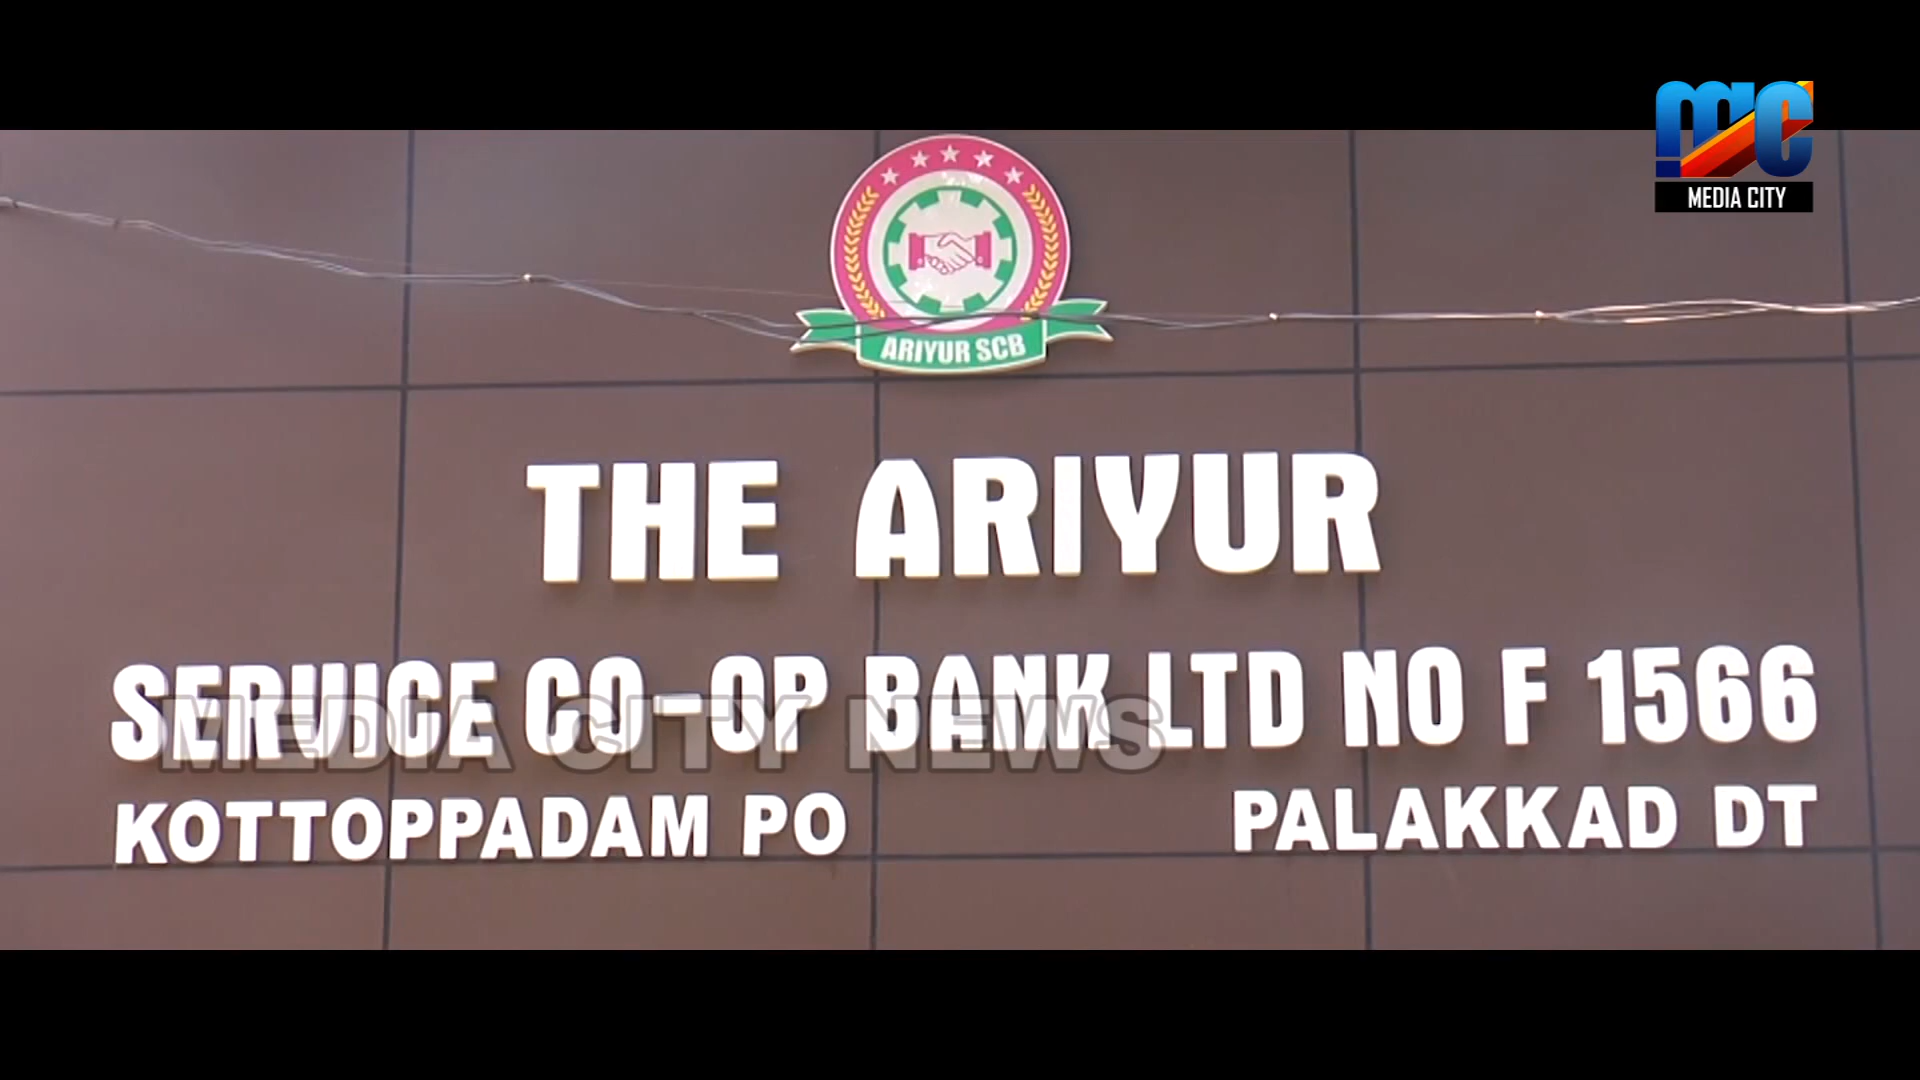 MC
MEDIA CITY
ARIYUR SCB
THE ARIYUR
SERVICE CO-OP BANK LTD NO F 1566
MEDIA CITY NEWS
KOTTOPPADAM PO PALAKKAD DT